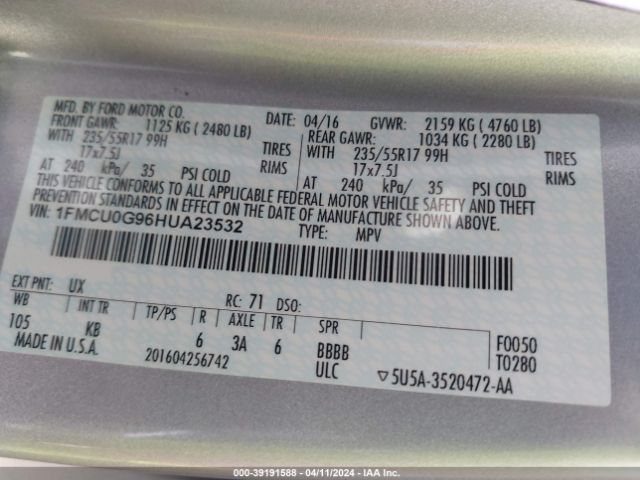 MFD. BY FORD MOTOR CO.
DATE: 04/16 GVWR: 2159 KG ( 4760 LB)
FRONT GAWR: 1125 KG ( 2480 LB)
REAR GAWR: 1034 KG ( 2280 LB)
WITH 235/55R17 99H TIRES
WITH 235/55R17 99H TIRES
17x7.5J RIMS
17x7.5J RIMS
AT 240 kPa/ 35 PSI COLD
AT 240 kPa/ 35 PSI COLD
THIS VEHICLE CONFORMS TO ALL APPLICABLE FEDERAL MOTOR VEHICLE SAFETY AND THEFT
PREVENTION STANDARDS IN EFFECT ON THE DATE OF MANUFACTURE SHOWN ABOVE.
VIN: 1FMCU0G96HUA23532
TYPE: MPV
EXT PNT: UX RC: 71 DSO:
WB INT TR TP/PS R AXLE TR SPR
105 KB 6 3A 6 BBBB F0050
MADE IN U.S.A. 201604256742 ULC T0280
▽5U5A-3520472-AA
000-39191588 - 04/11/2024 - IAA Inc.